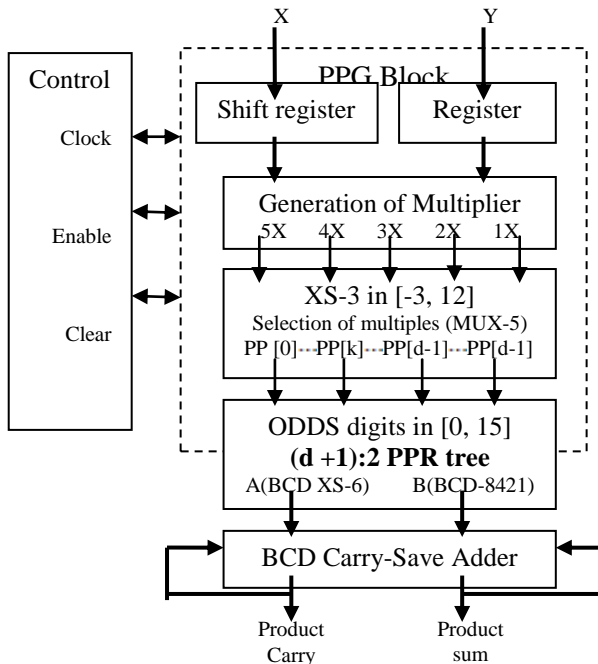 X Y
Control
PPG Block
Clock
Shift register
Register
Generation of Multiplier
5X 4X 3X 2X 1X
Enable
XS-3 in [-3, 12]
Selection of multiples (MUX-5)
Clear
PP [0]···PP[k]···PP[d-1]···PP[d-1]
ODDS digits in [0, 15]
(d +1):2 PPR tree
A(BCD XS-6) B(BCD-8421)
BCD Carry-Save Adder
Product Carry
Product sum